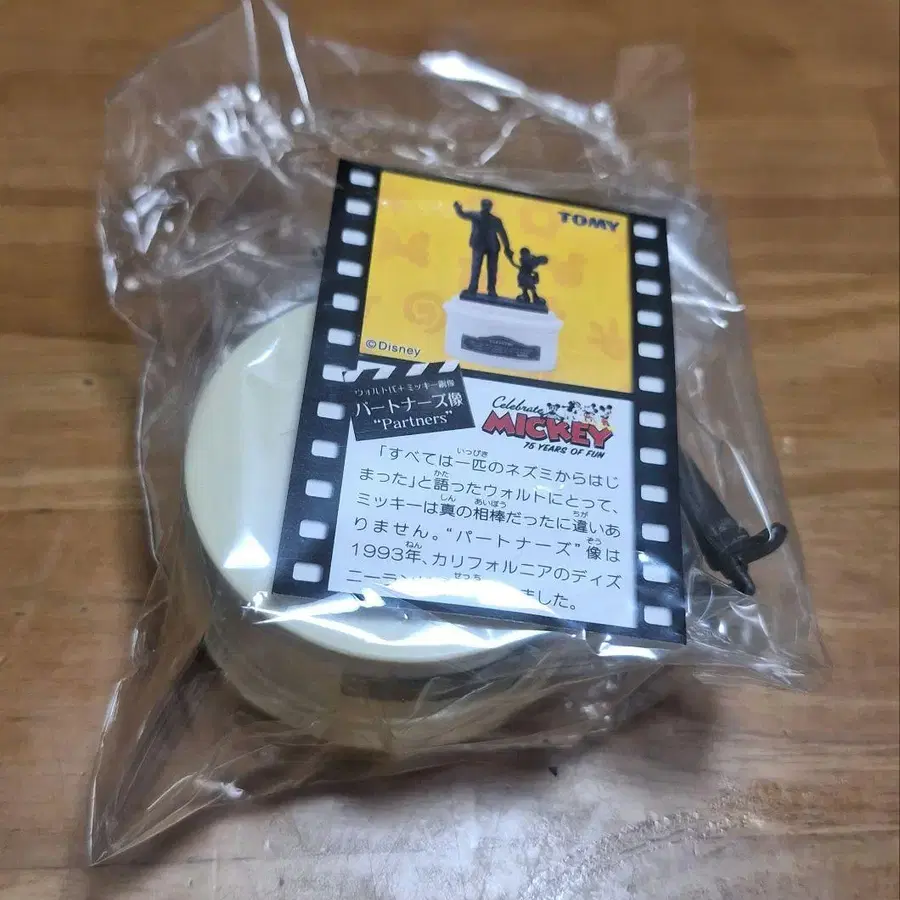 TOMY
©Disney
ウォルト氏+ミッキー銅像
パートナーズ像
"Partners"
Celebrate
MICKEY
75 YEARS OF FUN
「すべては一匹のネズミからはじ
まった」と語ったウォルトにとって、
ミッキーは真の相棒だったに違いあ
りません。"パートナーズ"像は
1993年、カリフォルニアのディズ
ニーラン
ました。